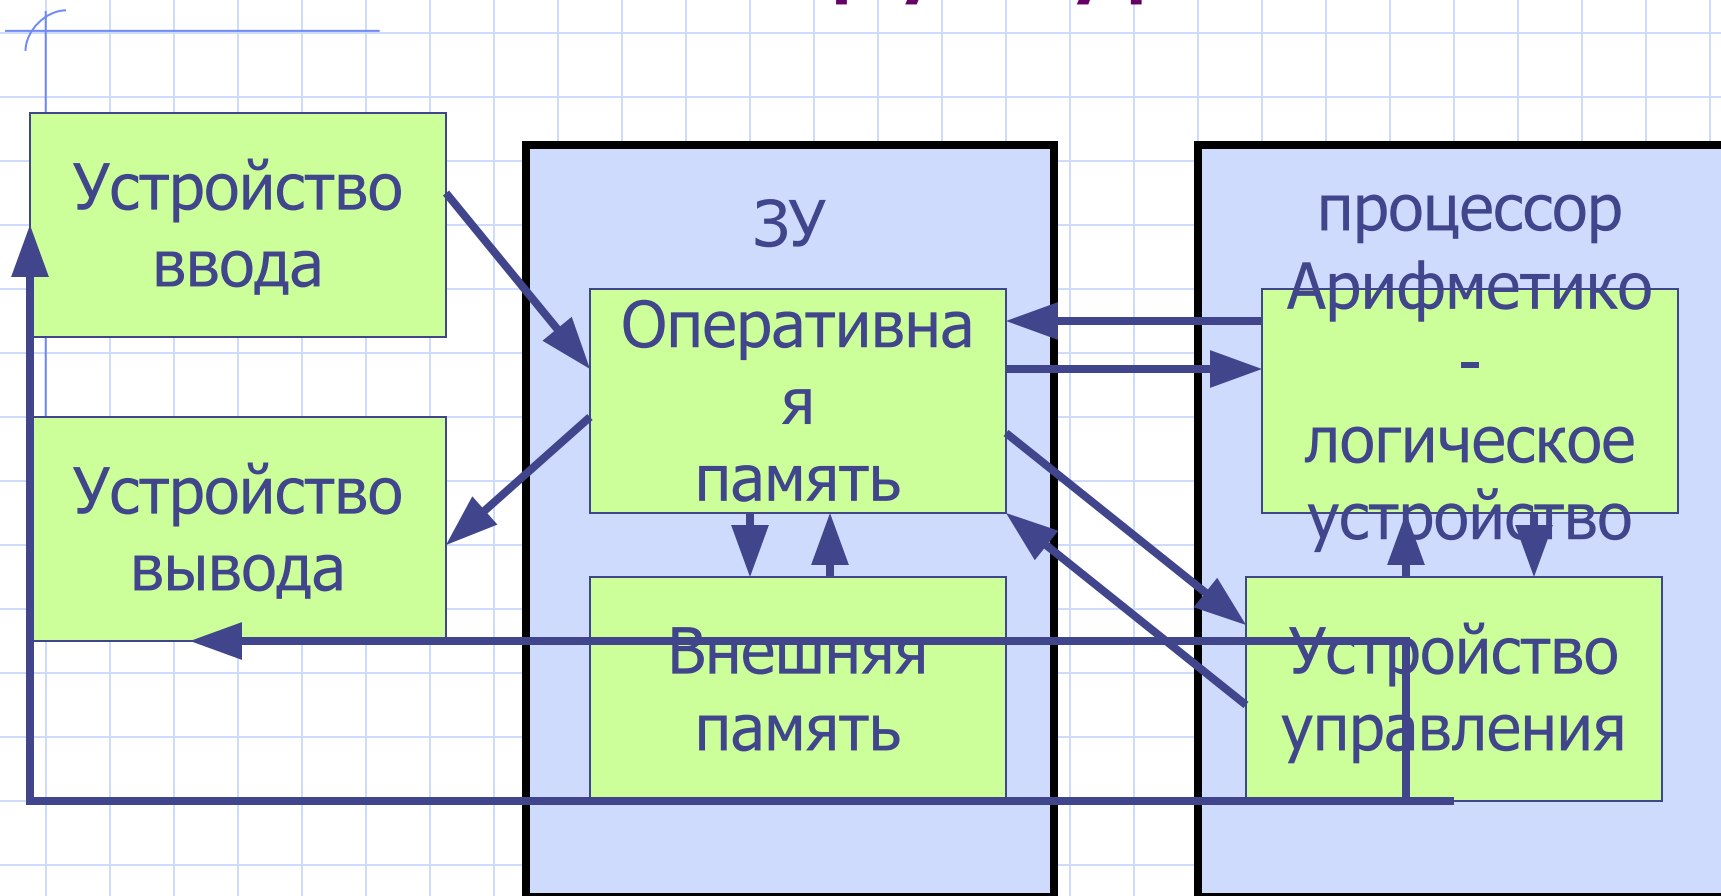 Устройство
ввода
ЗУ
процессор
Арифметико
-
логическое
устройство
Оперативна
я
память
Устройство
вывода
Внешняя
память
Устройство
управления